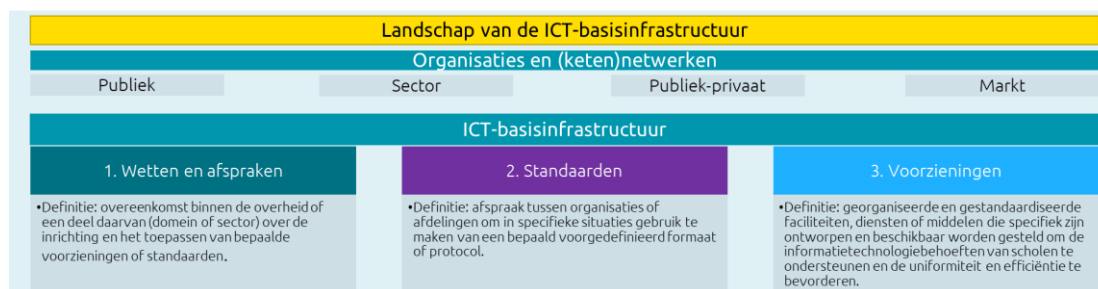 Landschap van de ICT-basisinfrastructuur
Organisaties en (keten)netwerken
Publiek
Sector
Publiek-privaat
Markt
ICT-basisinfrastructuur
1. Wetten en afspraken
•Definitie: overeenkomst binnen de overheid of
een deel daarvan (domein of sector) over de
inrichting en het toepassen van bepaalde
voorzieningen of standaarden.
2. Standaarden
•Definitie: afspraak tussen organisaties of
afdelingen om in specifieke situaties gebruik te
maken van een bepaald voorgedefinieerd formaat
of protocol.
3. Voorzieningen
•Definitie: georganiseerde en gestandaardiseerde
faciliteiten, diensten of middelen die specifiek zijn
ontworpen en beschikbaar worden gesteld om de
informatietechnologiebehoeften van scholen te
ondersteunen en de uniformiteit en efficiëntie te
bevorderen.